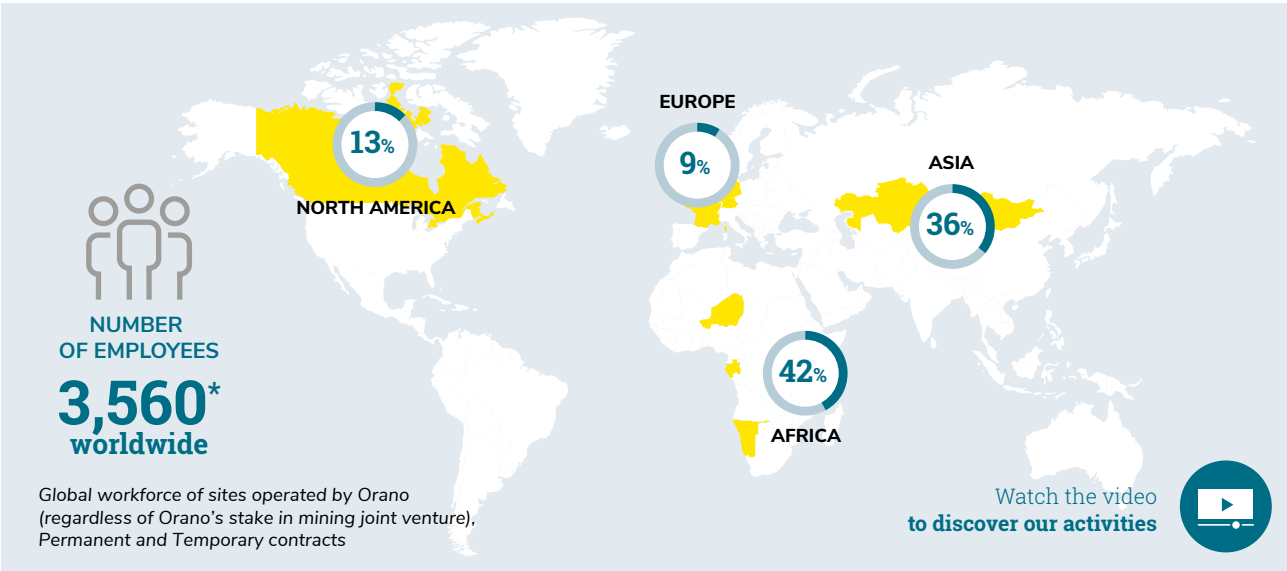 EUROPE
13%
9%
ASIA
NORTH AMERICA
36%
NUMBER
OF EMPLOYEES
3,560*
worldwide
42%
AFRICA
Global workforce of sites operated by Orano
(regardless of Orano's stake in mining joint venture),
Permanent and Temporary contracts
Watch the video
to discover our activities